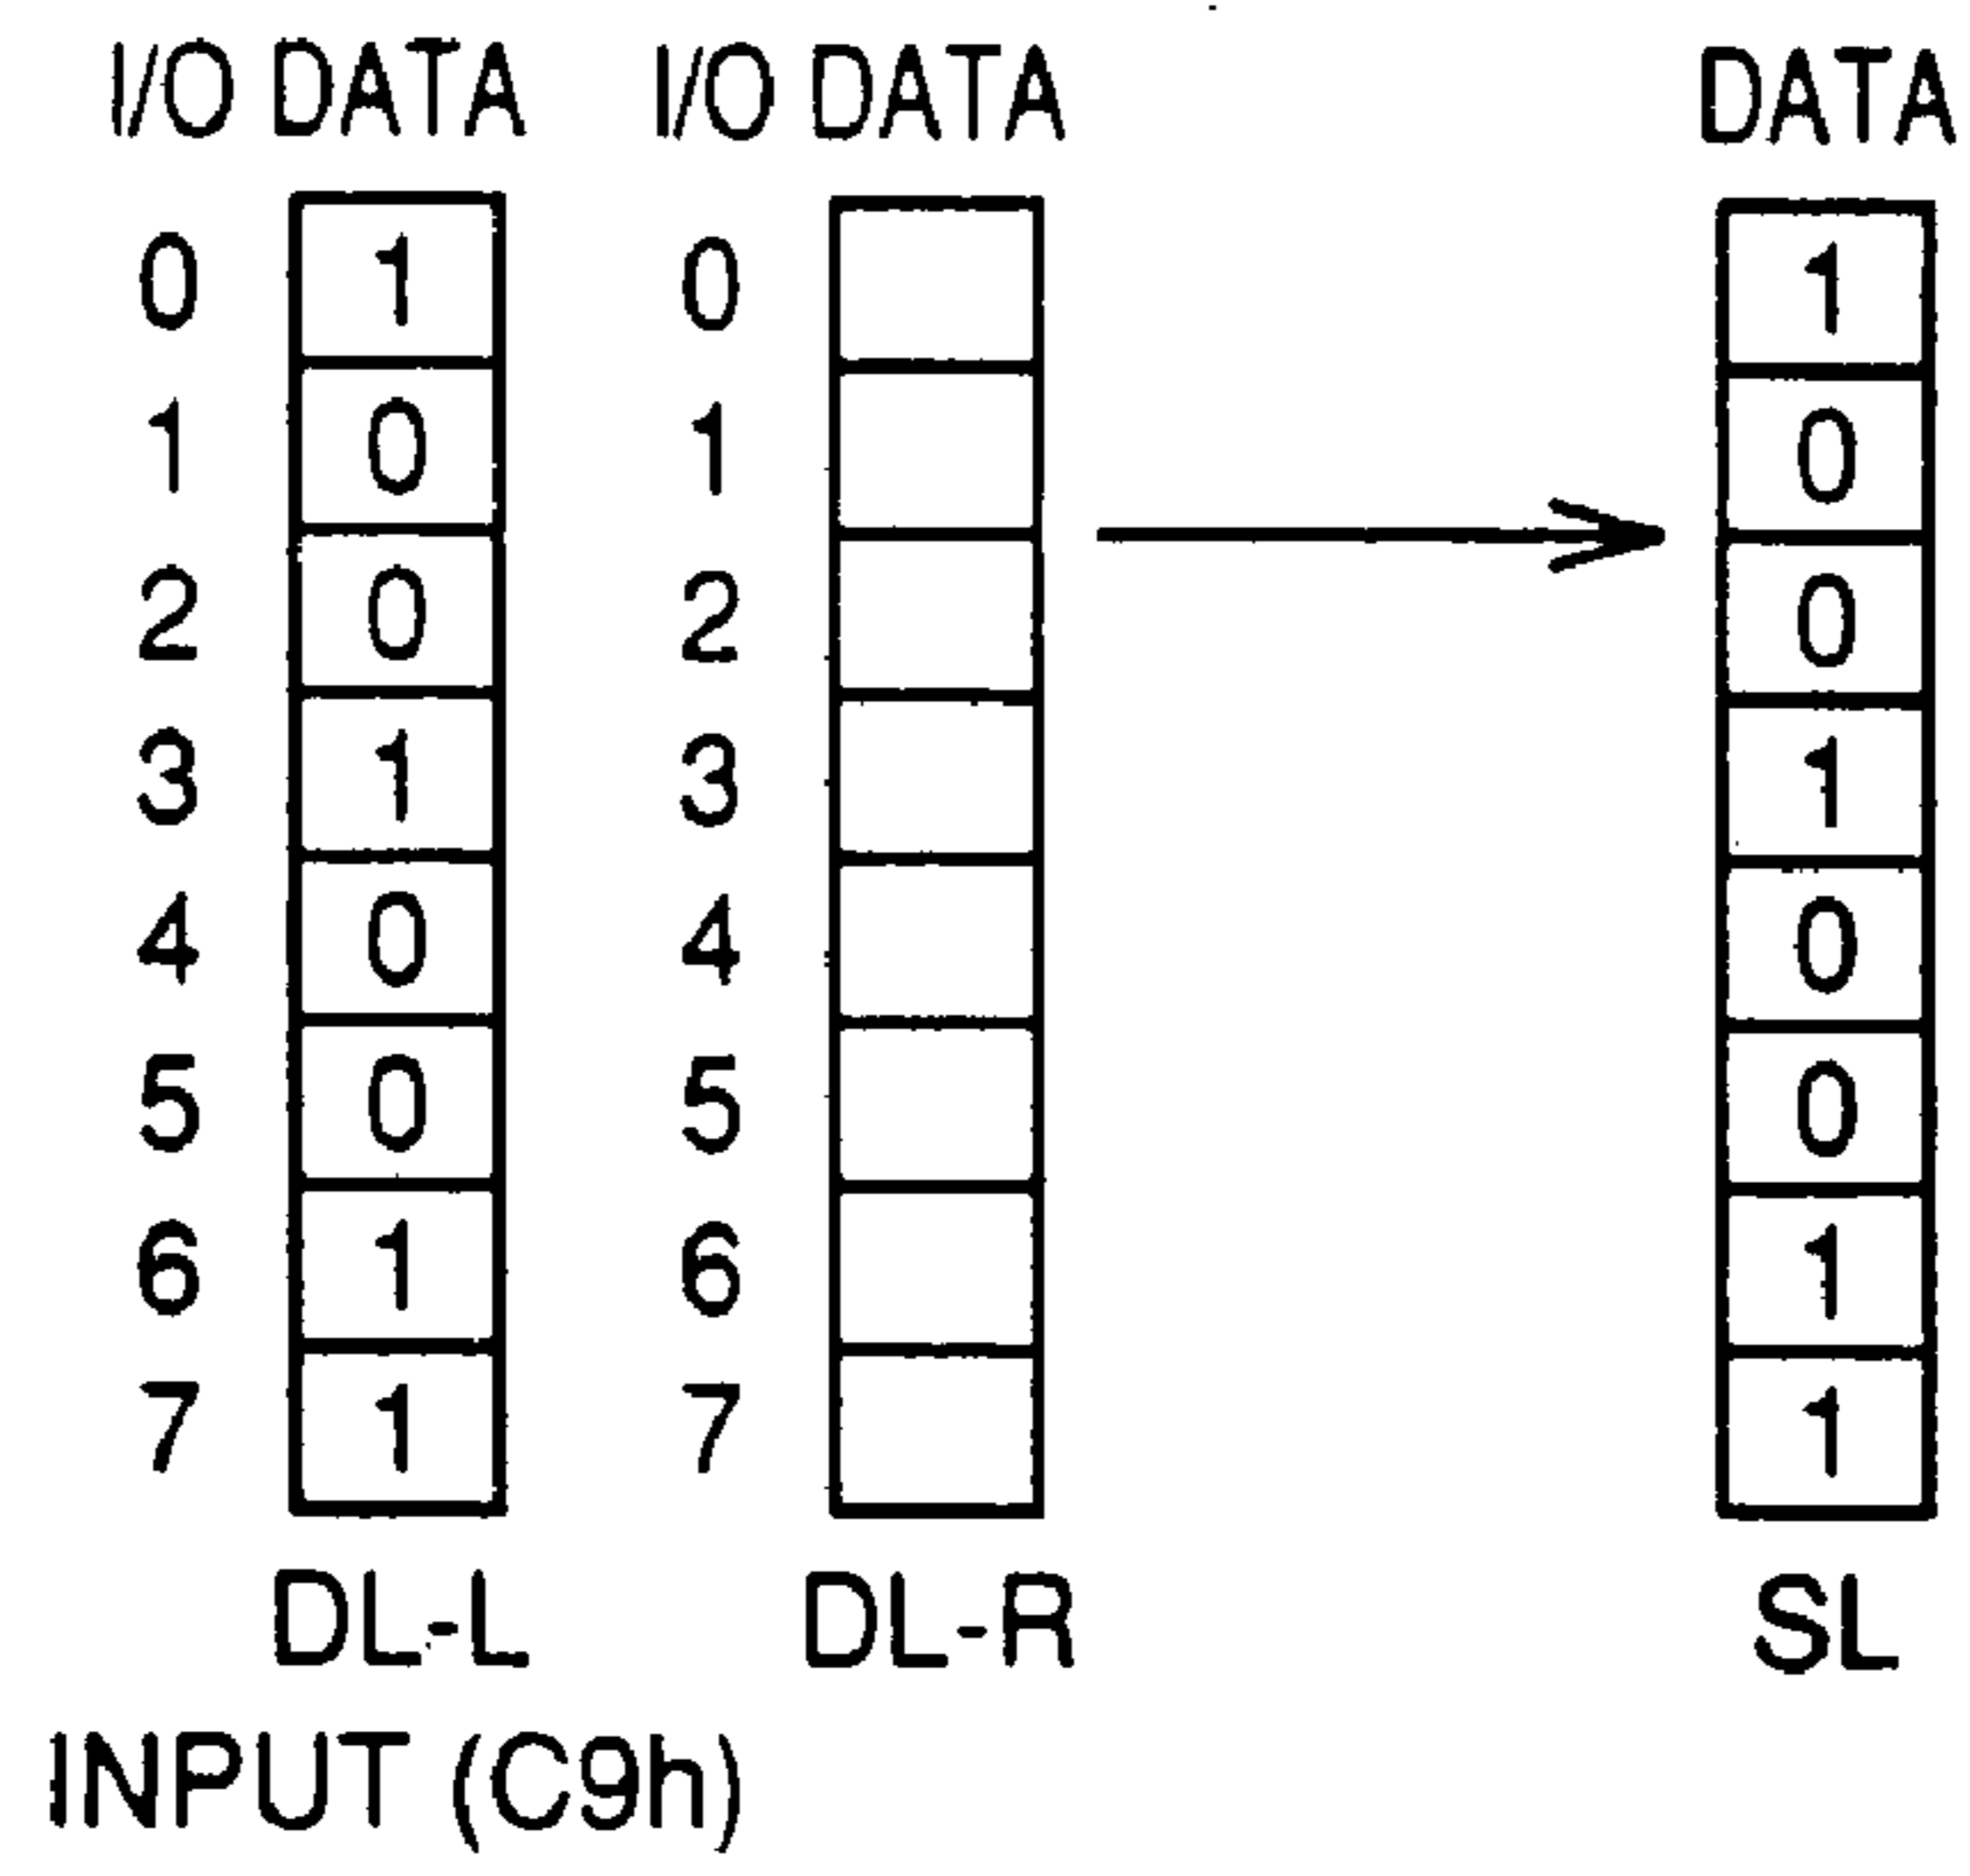 I/O DATA I/O DATA DATA
0 1 0 1
1 0 1 0
2 0 2 0
3 1 3 1
4 0 4 0
5 0 5 0
6 1 6 1
7 1 7 1
DL-L DL-R SL
INPUT (C9h)